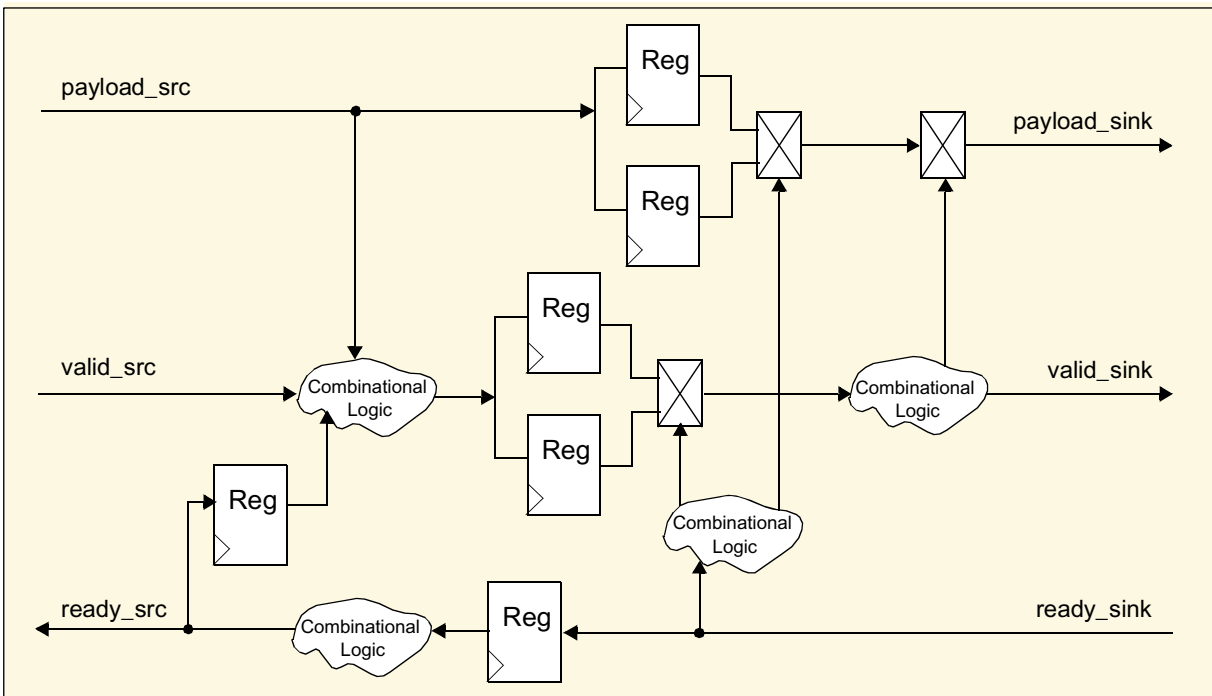 Reg
payload_src
payload_sink
Reg
Reg
valid_src
Combinational
Logic
Combinational
Logic
valid_sink
Reg
Reg
Combinational
Logic
ready_src
Combinational
Logic
Reg
ready_sink